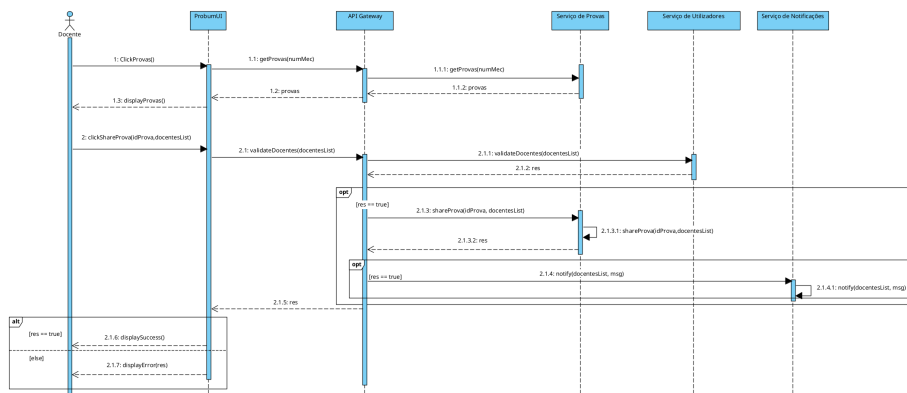 ProbumUI
API Gateway
Serviço de Provas
Serviço de Utilizadores
Serviço de Notificações
Docente
1: ClickProvas()
1.1: getProvas(numMec)
1.1.1: getProvas(numMec)
1.1.2: provas
1.2: provas
1.3: displayProvas()
2: clickShareProva(idProva,docentesList)
2.1: validateDocentes(docentesList)
2.1.1: validateDocentes(docentesList)
2.1.2: res
opt
[res == true]
2.1.3: shareProva(idProva, docentesList)
2.1.3.1: shareProva(idProva,docentesList)
2.1.3.2: res
opt
[res == true]
2.1.4: notify(docentesList, msg)
2.1.4.1: notify(docentesList, msg)
2.1.5: res
alt
[res == true]
2.1.6: displaySuccess()
[else]
2.1.7: displayError(res)